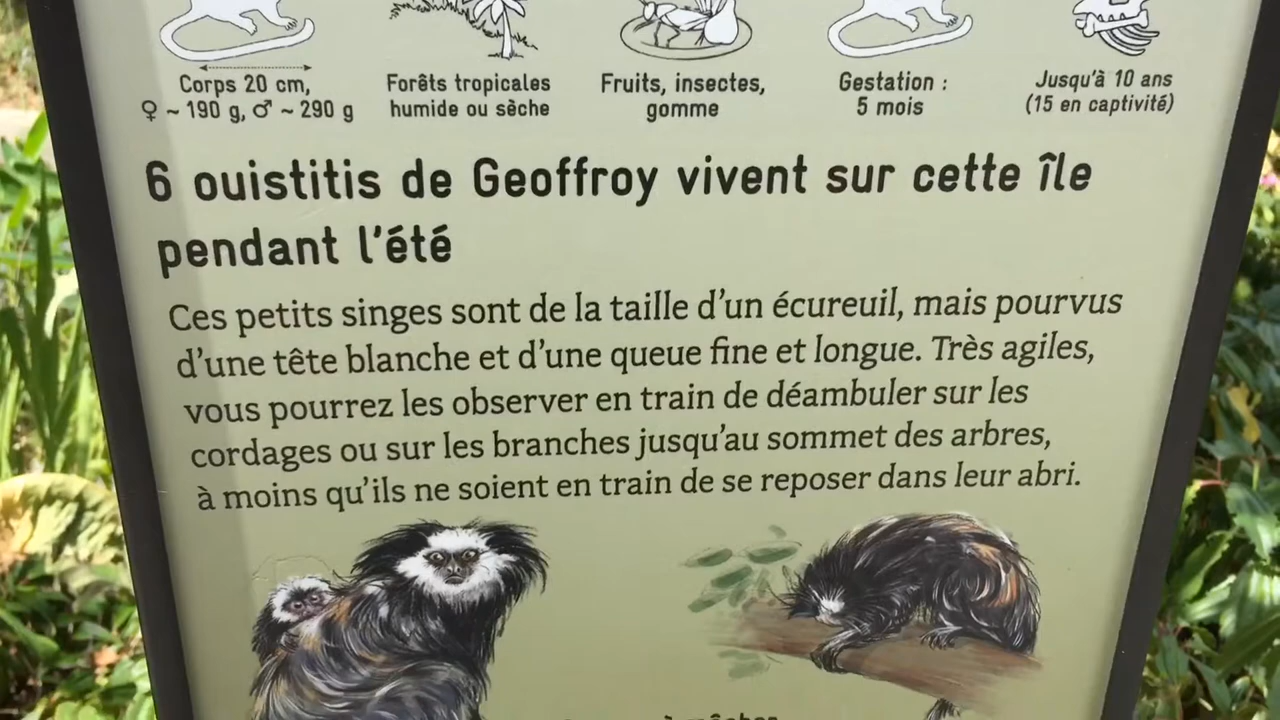 Corps 20 cm,
♀ ~ 190 g, ♂ ~ 290 g
Forêts tropicales
humide ou sèche
Fruits, insectes,
gomme
Gestation :
5 mois
Jusqu'à 10 ans
(15 en captivité)
6 ouistitis de Geoffroy vivent sur cette île
pendant l'été
Ces petits singes sont de la taille d'un écureuil, mais pourvus
d'une tête blanche et d'une queue fine et longue. Très agiles,
vous pourrez les observer en train de déambuler sur les
cordages ou sur les branches jusqu'au sommet des arbres,
à moins qu'ils ne soient en train de se reposer dans leur abri.